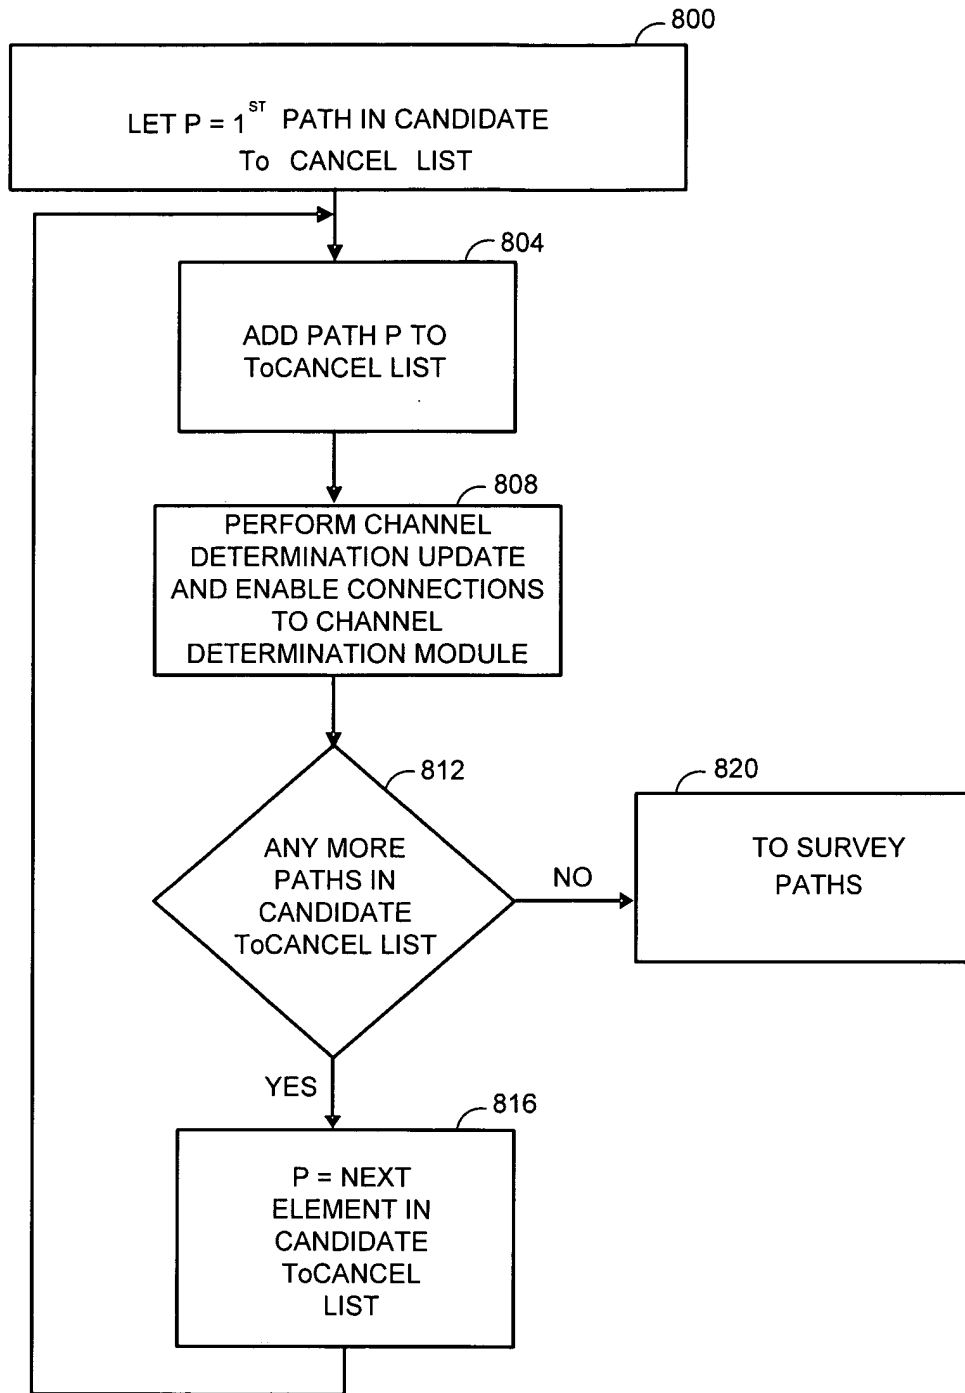 800
LET P = 1ST PATH IN CANDIDATE
To CANCEL LIST
804
ADD PATH P TO
ToCANCEL LIST
808
PERFORM CHANNEL
DETERMINATION UPDATE
AND ENABLE CONNECTIONS
TO CHANNEL
DETERMINATION MODULE
812
ANY MORE
PATHS IN
CANDIDATE
ToCANCEL LIST
NO
820
TO SURVEY
PATHS
YES
816
P = NEXT
ELEMENT IN
CANDIDATE
ToCANCEL
LIST